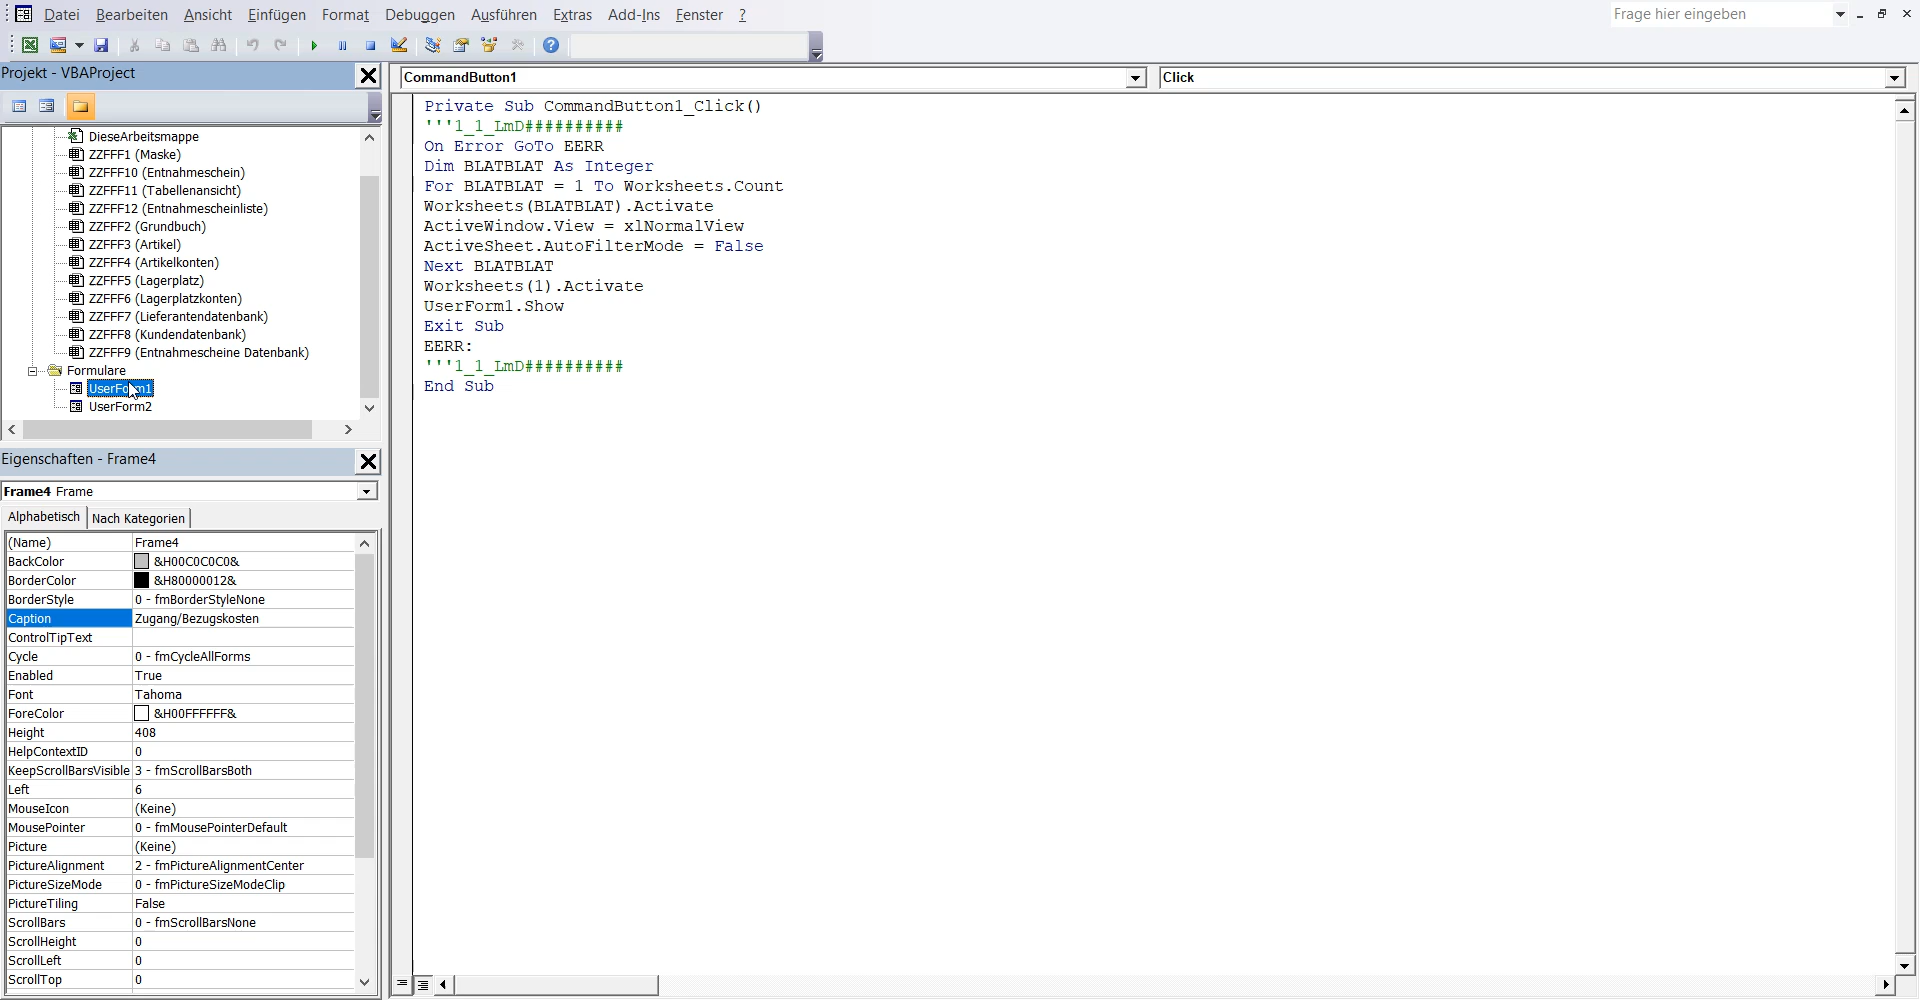 Datei Bearbeiten Ansicht Einfügen Format Debuggen Ausführen Extras Add-Ins Fenster ?
Frage hier eingeben
Projekt - VBAProject
DieseArbeitsmappe
ZZFFF1 (Maske)
ZZFFF10 (Entnahmeschein)
ZZFFF11 (Tabellenansicht)
ZZFFF12 (Entnahmescheinliste)
ZZFFF2 (Grundbuch)
ZZFFF3 (Artikel)
ZZFFF4 (Artikelkonten)
ZZFFF5 (Lagerplatz)
ZZFFF6 (Lagerplatzkonten)
ZZFFF7 (Lieferantendatenbank)
ZZFFF8 (Kundendatenbank)
ZZFFF9 (Entnahmescheine Datenbank)
Formulare
UserForm1
UserForm2
Eigenschaften - Frame4
Frame4 Frame
Alphabetisch Nach Kategorien
(Name) Frame4
BackColor &H00C0C0C0&
BorderColor &H80000012&
BorderStyle 0 - fmBorderStyleNone
Caption Zugang/Bezugskosten
ControlTipText
Cycle 0 - fmCycleAllForms
Enabled True
Font Tahoma
ForeColor &H00FFFFFF&
Height 408
HelpContextID 0
KeepScrollBarsVisible 3 - fmScrollBarsBoth
Left 6
MouseIcon (Keine)
MousePointer 0 - fmMousePointerDefault
Picture (Keine)
PictureAlignment 2 - fmPictureAlignmentCenter
PictureSizeMode 0 - fmPictureSizeModeClip
PictureTiling False
ScrollBars 0 - fmScrollBarsNone
ScrollHeight 0
ScrollLeft 0
ScrollTop 0
CommandButton1
Click
Private Sub CommandButton1_Click()
'''1_1_LmD##########
On Error GoTo EERR
Dim BLATBLAT As Integer
For BLATBLAT = 1 To Worksheets.Count
Worksheets(BLATBLAT).Activate
ActiveWindow.View = xlNormalView
ActiveSheet.AutoFilterMode = False
Next BLATBLAT
Worksheets(1).Activate
UserForm1.Show
Exit Sub
EERR:
'''1_1_LmD##########
End Sub